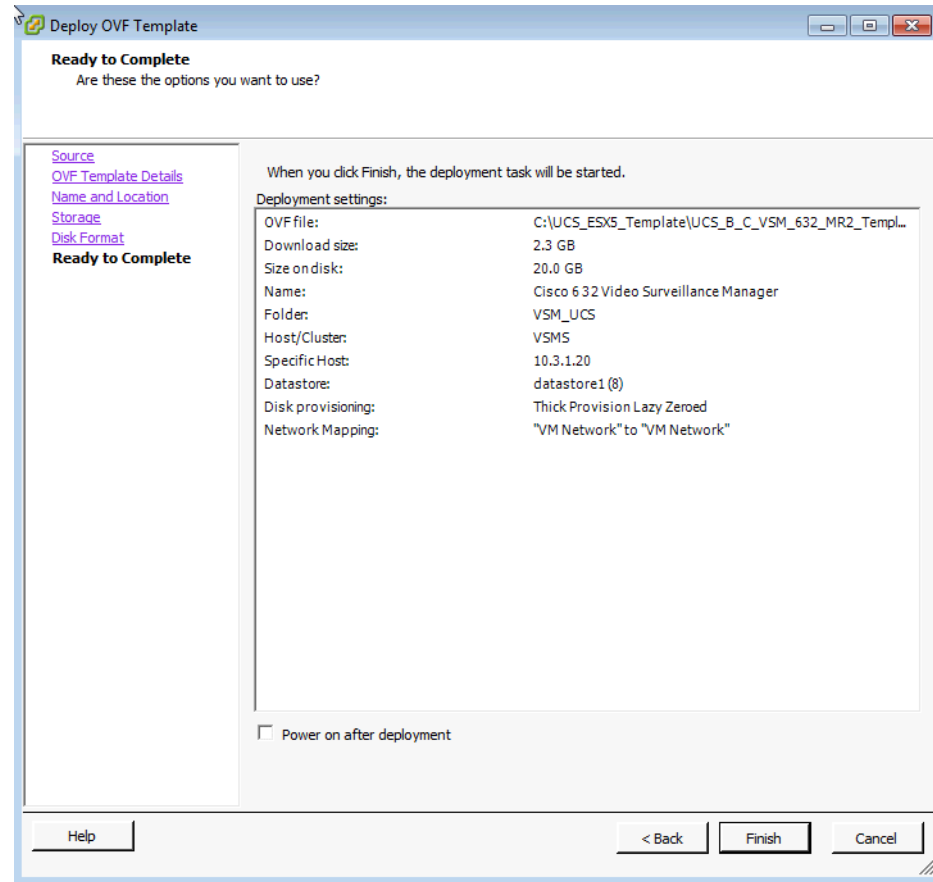 Deploy OVF Template
Ready to Complete
Are these the options you want to use?
Source
OVF Template Details
Name and Location
Storage
Disk Format
Ready to Complete
When you click Finish, the deployment task will be started.
Deployment settings:
OVF file: C:\UCS_ESX5_Template\UCS_B_C_VSM_632_MR2_Templ...
Download size: 2.3 GB
Size on disk: 20.0 GB
Name: Cisco 6 32 Video Surveillance Manager
Folder: VSM_UCS
Host/Cluster: VSMS
Specific Host: 10.3.1.20
Datastore: datastore1 (8)
Disk provisioning: Thick Provision Lazy Zeroed
Network Mapping: "VM Network" to "VM Network"
Power on after deployment
Help
< Back Finish Cancel